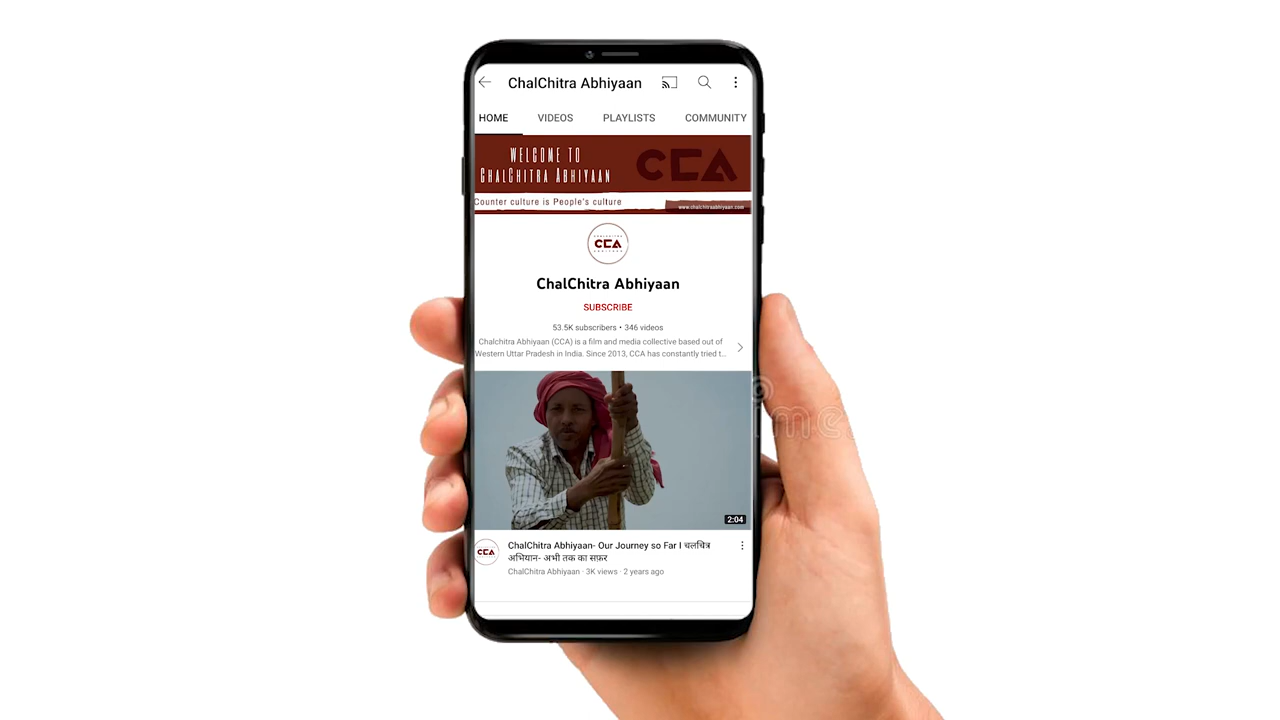 ChalChitra Abhiyaan
HOME VIDEOS PLAYLISTS COMMUNITY
WELCOME TO
CHALCHITRA ABHIYAAN
CCA
Counter culture is People's culture
www.chalchitraabhiyaan.com
CHALCHITRA
CCA
ABHIYAAN
ChalChitra Abhiyaan
SUBSCRIBE
53.5K subscribers • 346 videos
Chalchitra Abhiyaan (CCA) is a film and media collective based out of
Western Uttar Pradesh in India. Since 2013, CCA has constantly tried t...
2:04
CCA
ChalChitra Abhiyaan- Our Journey so Far I चलचित्र
अभियान- अभी तक का सफ़र
ChalChitra Abhiyaan · 3K views · 2 years ago